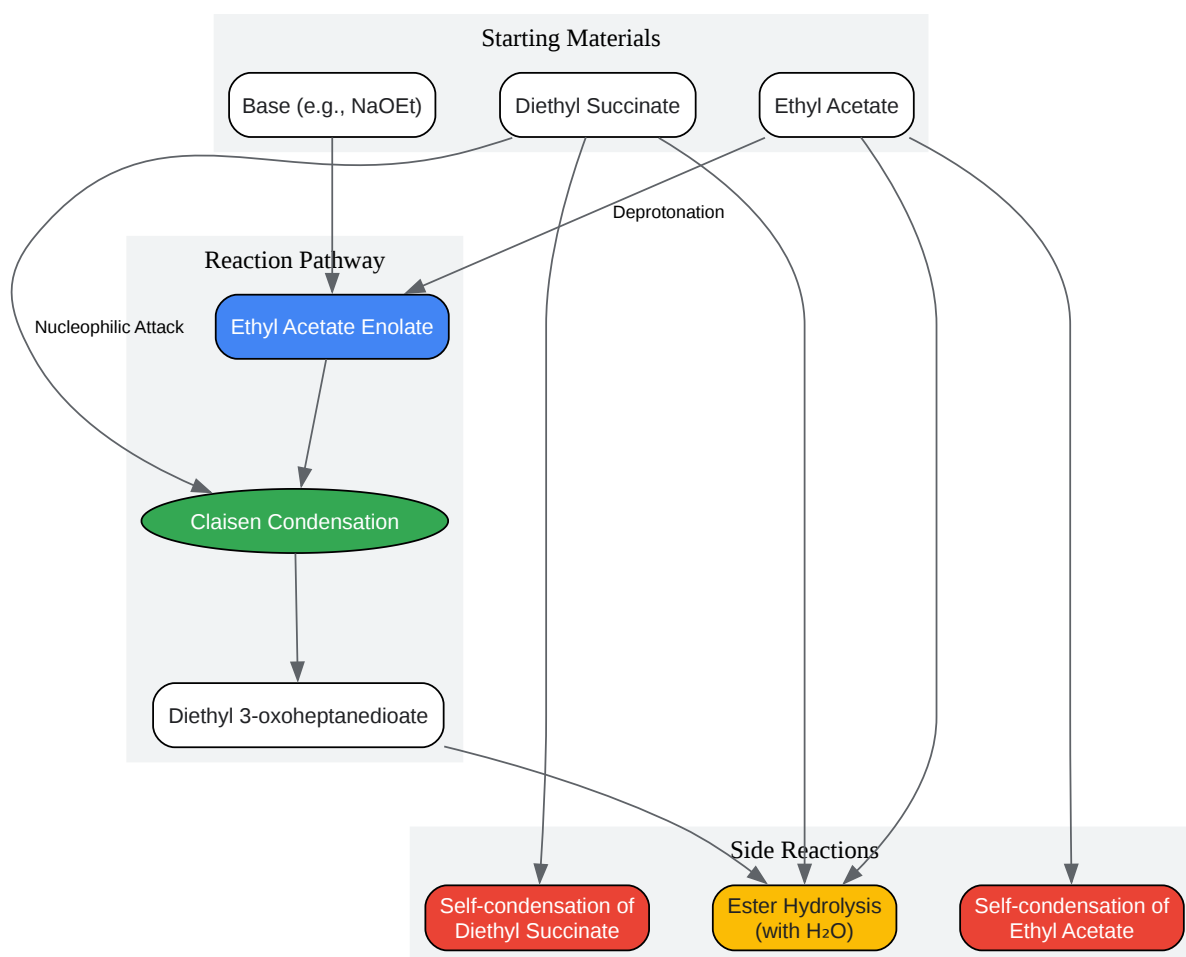 Starting Materials
Base (e.g., NaOEt)
Diethyl Succinate
Ethyl Acetate
Deprotonation
Reaction Pathway
Ethyl Acetate Enolate
Nucleophilic Attack
Claisen Condensation
Diethyl 3-oxoheptanedioate
Side Reactions
Self-condensation of
Diethyl Succinate
Ester Hydrolysis
(with H₂O)
Self-condensation of
Ethyl Acetate